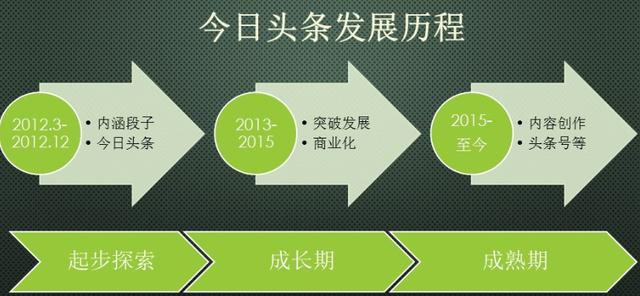 今日头条发展历程
2012.3-
2012.12
• 内涵段子
• 今日头条
2013-
2015
• 突破发展
• 商业化
2015-
至今
• 内容创作
• 头条号等
起步探索
成长期
成熟期